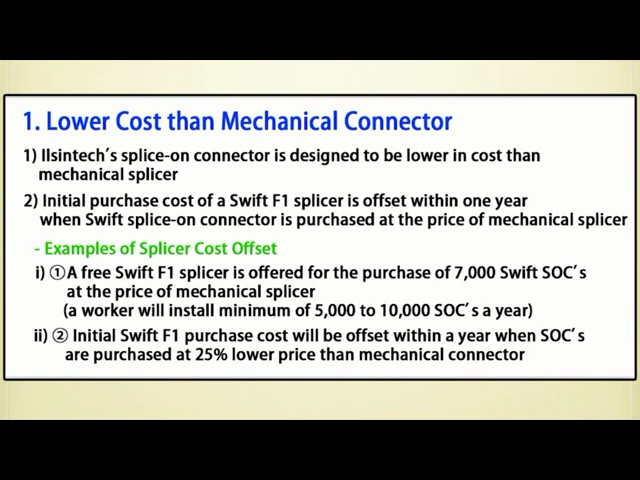 1. Lower Cost than Mechanical Connector
1) Ilsintech's splice-on connector is designed to be lower in cost than
mechanical splicer
2) Initial purchase cost of a Swift F1 splicer is offset within one year
when Swift splice-on connector is purchased at the price of mechanical splicer
- Examples of Splicer Cost Offset
i) ①A free Swift F1 splicer is offered for the purchase of 7,000 Swift SOC's
at the price of mechanical splicer
(a worker will install minimum of 5,000 to 10,000 SOC's a year)
ii) ② Initial Swift F1 purchase cost will be offset within a year when SOC's
are purchased at 25% lower price than mechanical connector